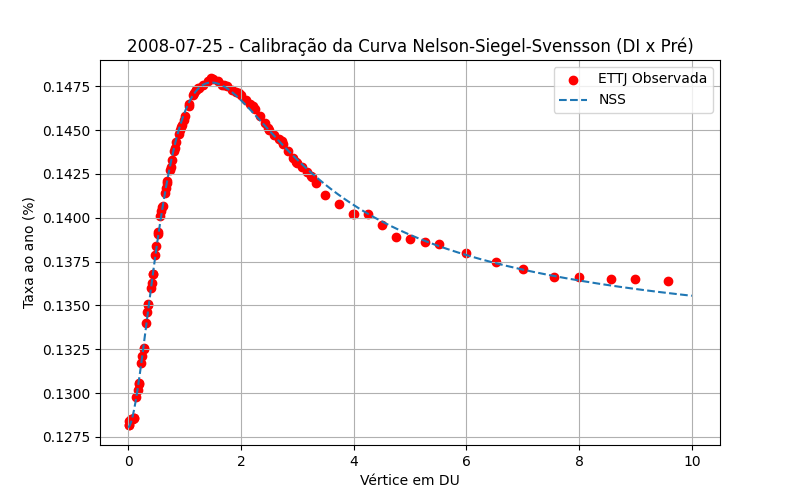 2008-07-25 - Calibração da Curva Nelson-Siegel-Svensson (DI x Pré)
ETTJ Observada
NSS
Taxa ao ano (%)
0.1475
0.1450
0.1425
0.1400
0.1375
0.1350
0.1325
0.1300
0.1275
0 2 4 6 8 10
Vértice em DU